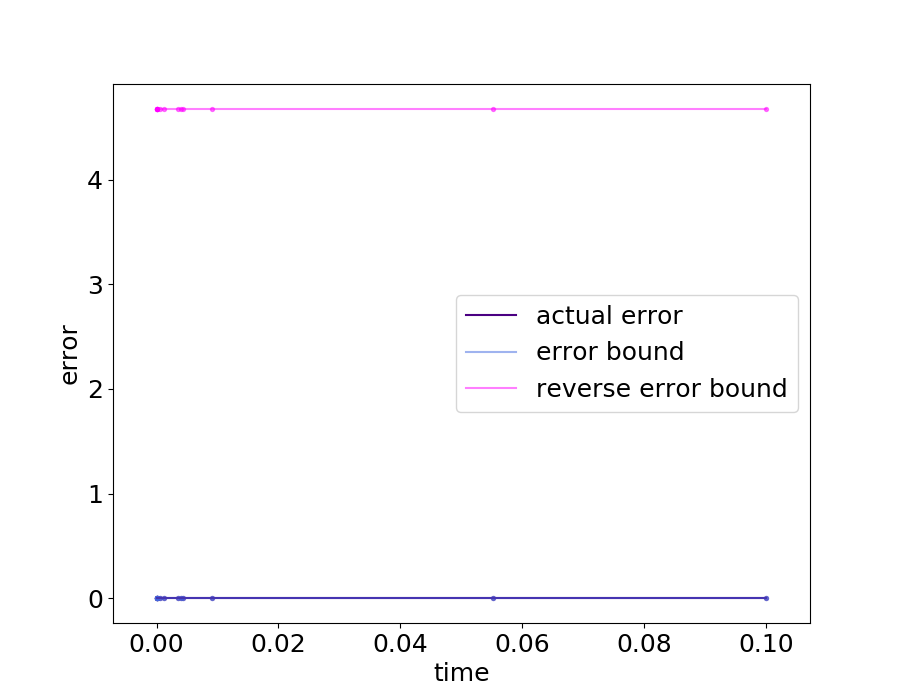 4
3
2
1
0
error
actual error
error bound
reverse error bound
0.00 0.02 0.04 0.06 0.08 0.10
time